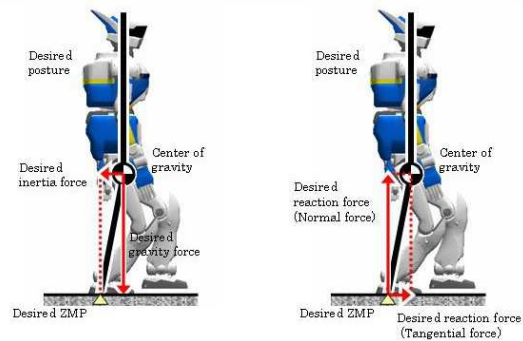 Desired
posture
Center of
gravity
Desired
inertia force
Desired
gravity force
Desired ZMP
Desired
posture
Center of
gravity
Desired
reaction force
(Normal force)
Desired ZMP
Desired reaction force
(Tangential force)